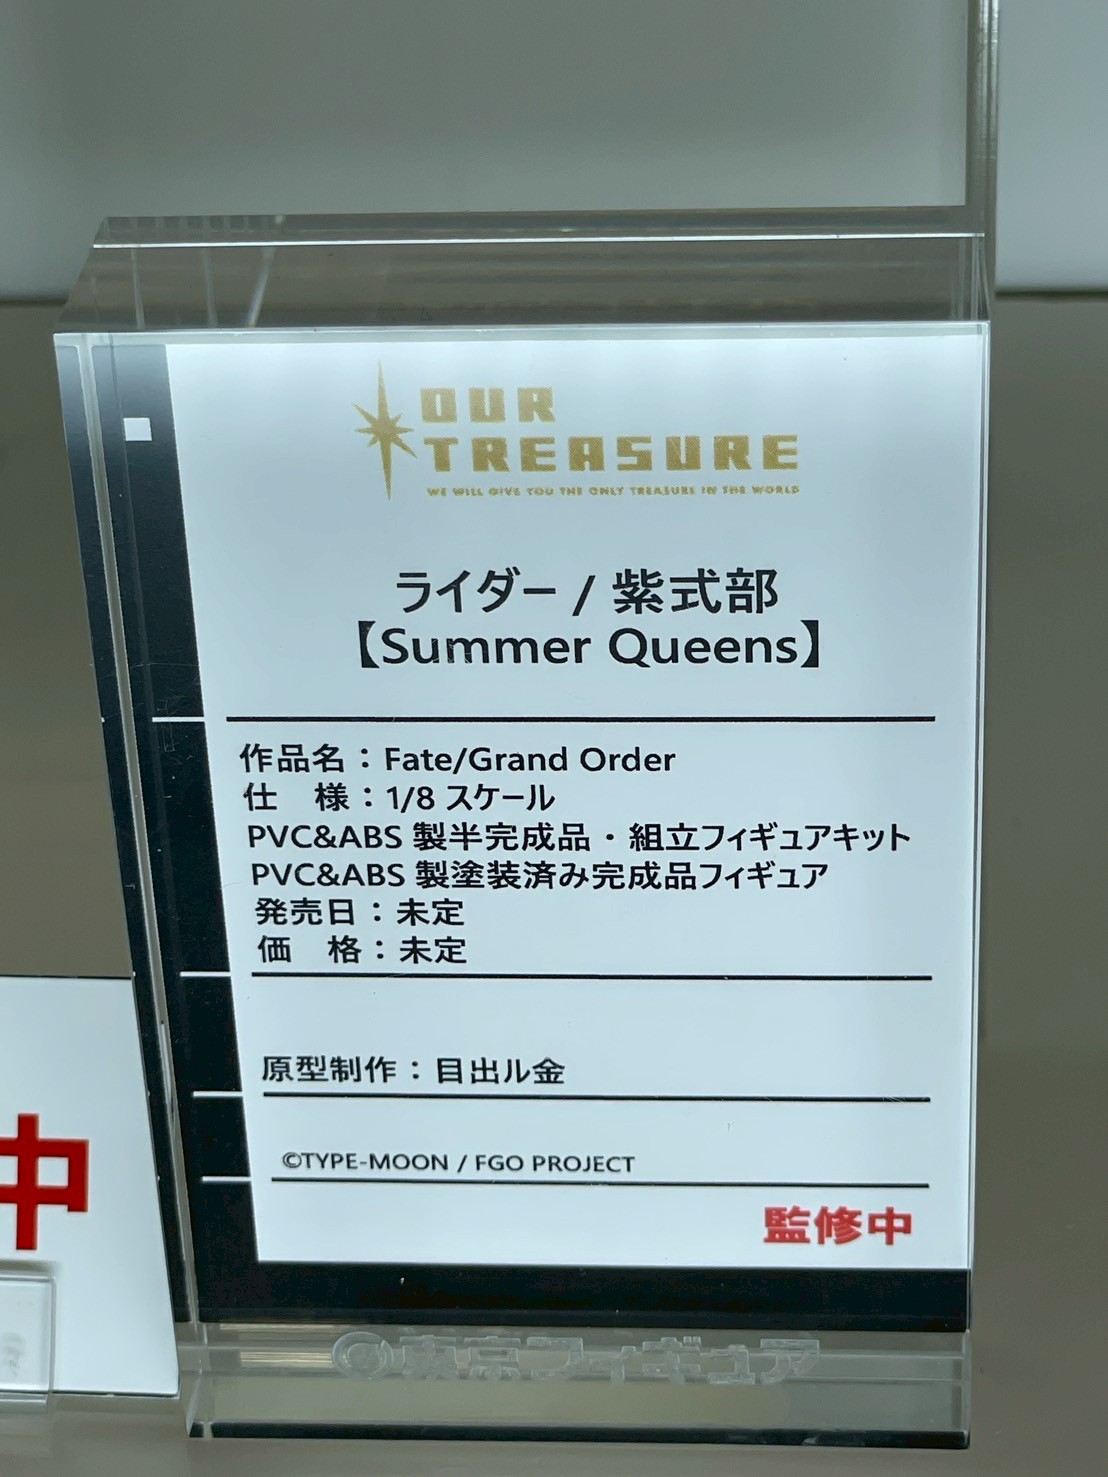 OUR
TREASURE
WE WILL GIVE YOU THE ONLY TREASURE IN THE WORLD
ライダー / 紫式部
【Summer Queens】
作品名：Fate/Grand Order
仕　様：1/8 スケール
PVC&ABS 製半完成品・組立フィギュアキット
PVC&ABS 製塗装済み完成品フィギュア
発売日：未定
価　格：未定
原型制作：目出ル金
©TYPE-MOON / FGO PROJECT
監修中
中
@東京フィギュア